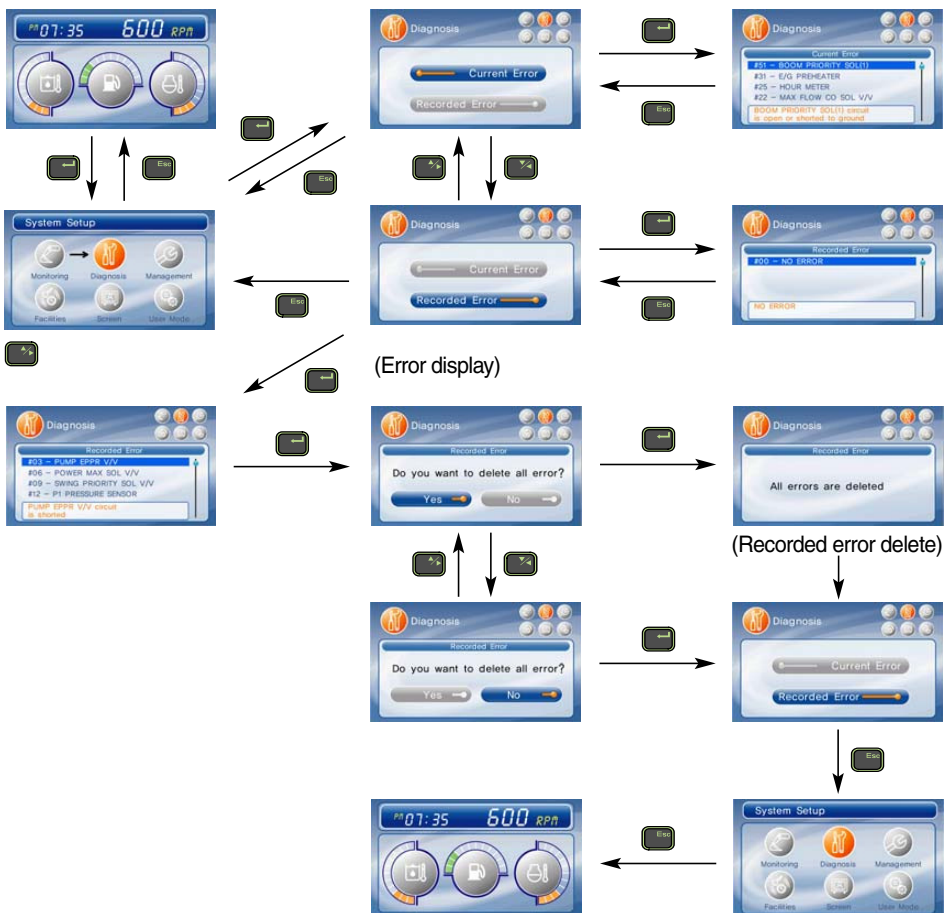 PM 07:35 600 RPM
Diagnosis
Current Error
Recorded Error
Diagnosis
Current Error
#51 – BOOM PRIORITY SOL(1)
#31 – E/G PREHEATER
#25 – HOUR METER
#22 – MAX FLOW CO SOL V/V
BOOM PRIORITY SOL(1) circuit
is open or shorted to ground
Esc
Esc
Esc
System Setup
Monitoring
Diagnosis
Management
Facilities
Screen
User Mode
Esc
Diagnosis
Current Error
Recorded Error
Esc
Diagnosis
Recorded Error
#00 – NO ERROR
NO ERROR
(Error display)
Diagnosis
Recorded Error
#03 – PUMP EPPR V/V
#06 – POWER MAX SOL V/V
#09 – SWING PRIORITY SOL V/V
#12 – P1 PRESSURE SENSOR
PUMP EPPR V/V circuit
is shorted
Diagnosis
Recorded Error
Do you want to delete all error?
Yes
No
Diagnosis
Recorded Error
All errors are deleted
(Recorded error delete)
Diagnosis
Recorded Error
Do you want to delete all error?
Yes
No
Diagnosis
Current Error
Recorded Error
Esc
PM 07:35 600 RPM
Esc
System Setup
Monitoring
Diagnosis
Management
Facilities
Screen
User Mode